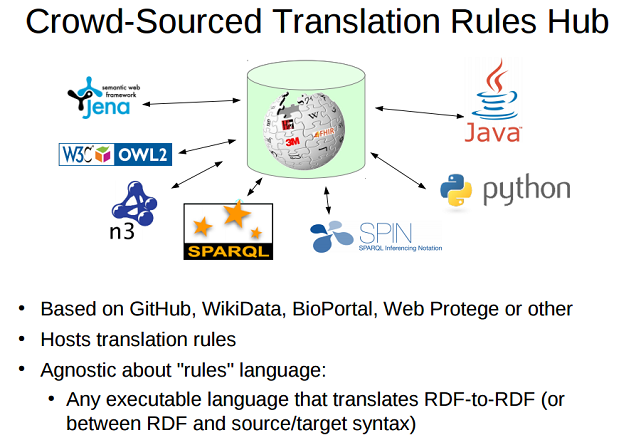 Crowd-Sourced Translation Rules Hub
semantic web
framework
Jena
W3C OWL2
n3
SPARQL
W
3M
FHIR
SPIN
SPARQL Inferencing Notation
Java
python
• Based on GitHub, WikiData, BioPortal, Web Protege or other
• Hosts translation rules
• Agnostic about "rules" language:
• Any executable language that translates RDF-to-RDF (or
between RDF and source/target syntax)